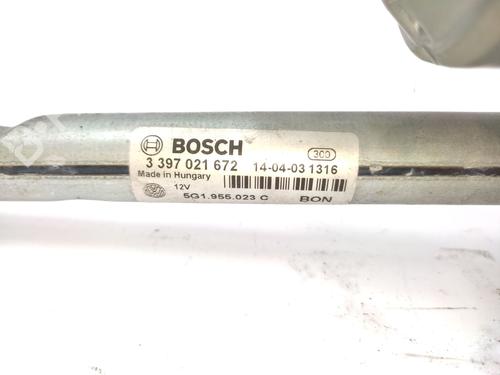 BOSCH
300
3 397 021 672 14-04-03 1316
Made in Hungary
12V
5G1.955.023 C BON